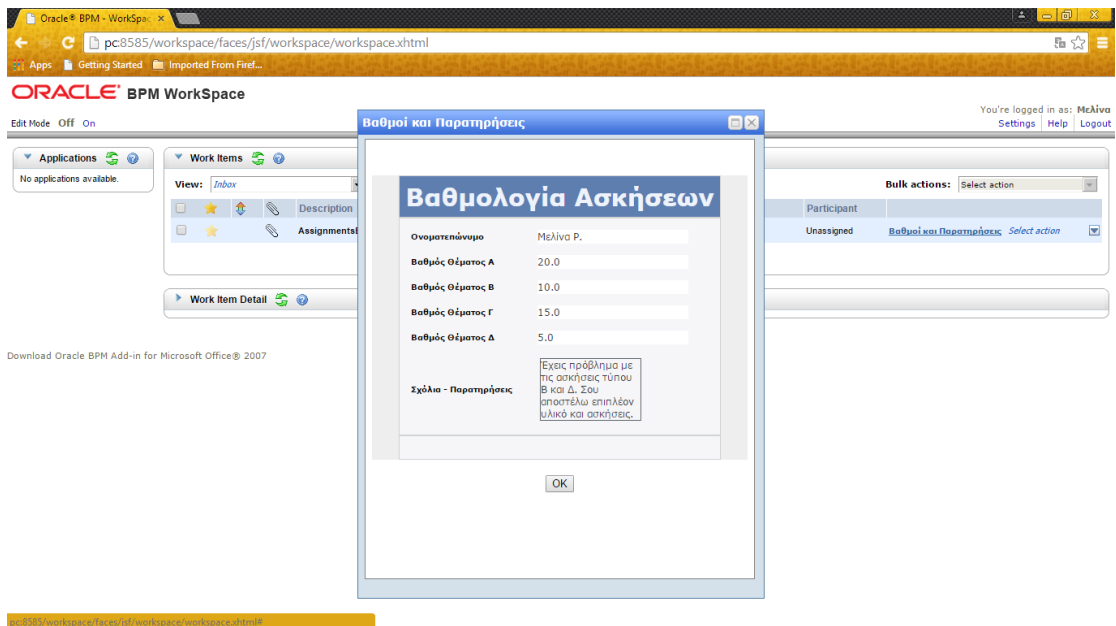 Oracle® BPM - WorkSpac
pc:8585/workspace/faces/jsf/workspace/workspace.xhtml
Apps Getting Started Imported From Firef...
ORACLE® BPM WorkSpace
You're logged in as: Μελίνα
Edit Mode Off On
Settings Help Logout
Βαθμοί και Παρατηρήσεις
Applications
Work Items
No applications available.
View: Inbox
Bulk actions: Select action
Description
Participant
Assignments
Unassigned
Βαθμοί και Παρατηρήσεις Select action
Work Item Detail
Download Oracle BPM Add-in for Microsoft Office® 2007
Βαθμολογία Ασκήσεων
Ονοματεπώνυμο Μελίνα Ρ.
Βαθμός Θέματος Α 20.0
Βαθμός Θέματος Β 10.0
Βαθμός Θέματος Γ 15.0
Βαθμός Θέματος Δ 5.0
Σχόλια - Παρατηρήσεις
Έχεις πρόβλημα με
τις ασκήσεις τύπου
Β και Δ. Σου
αποστέλω επιπλέον
υλικό και ασκήσεις.
OK
pc:8585/workspace/faces/jsf/workspace/workspace.xhtml#